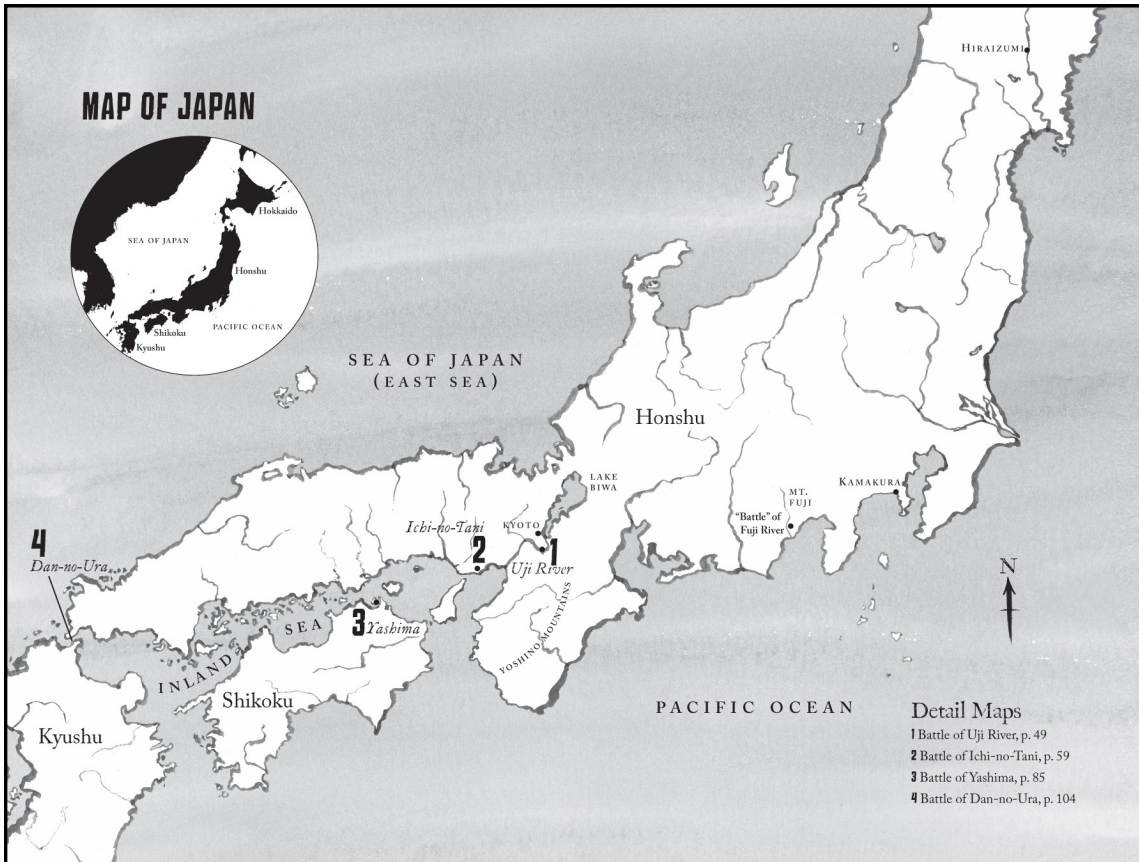 MAP OF JAPAN
Hokkaido
SEA OF JAPAN
Honshu
PACIFIC OCEAN
Shikoku
Kyushu
HIRAIZUMI
SEA OF JAPAN
(EAST SEA)
Honshu
LAKE
BIWA
MT.
FUJI
KAMAKURA
"Battle" of
Fuji River
Ichi-no-Tani
2
KYOTO
1
Uji River
4
Dan-no-Ura
3
Yashima
INLAND SEA
YOSHINO MOUNTAINS
Shikoku
Kyushu
PACIFIC OCEAN
N
Detail Maps
1 Battle of Uji River, p. 49
2 Battle of Ichi-no-Tani, p. 59
3 Battle of Yashima, p. 85
4 Battle of Dan-no-Ura, p. 104